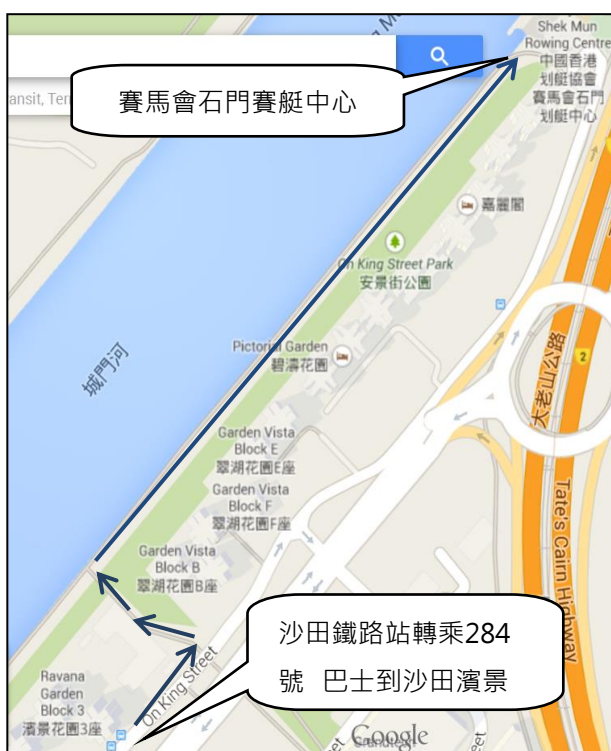 Shek Mun
Rowing Centre
中國香港
划艇協會
賽馬會石門
划艇中心
賽馬會石門賽艇中心
嘉麗閣
On King Street Park
安景街公園
大老山公路
2
城門河
Pictorial Garden
碧濤花園
Garden Vista
Block E
翠湖花園E座
Garden Vista
Block F
翠湖花園F座
Tate's Cairn Highway
Garden Vista
Block B
翠湖花園B座
沙田鐵路站轉乘284
號 巴士到沙田濱景
On King Street
Ravana
Garden
Block 3
濱景花園3座
Google